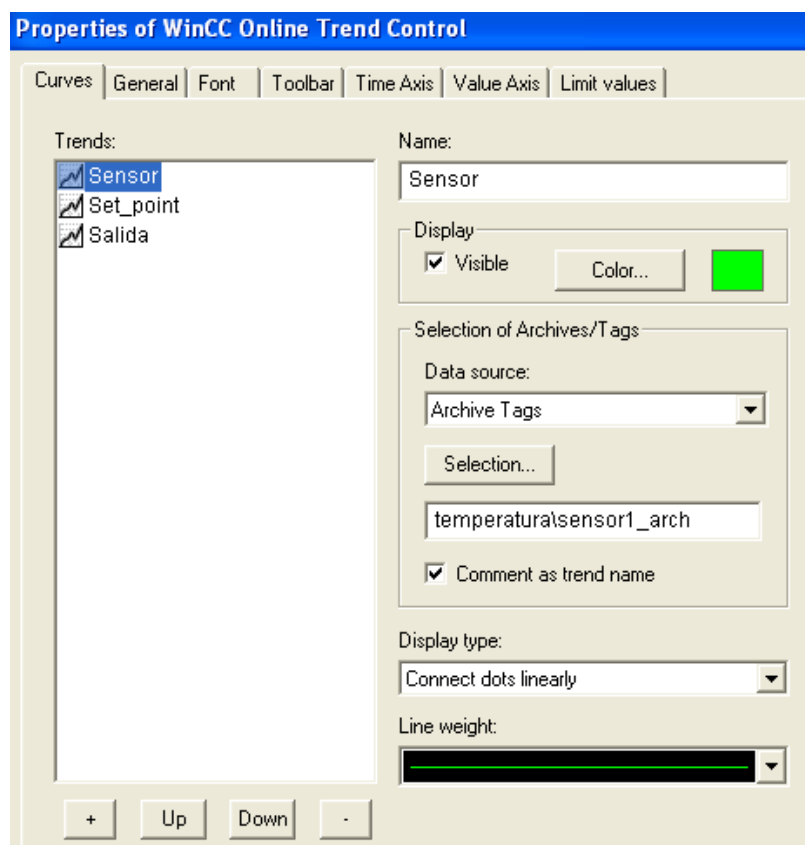 Properties of WinCC Online Trend Control
Curves General Font Toolbar Time Axis Value Axis Limit values
Trends:
Sensor
Set_point
Salida
Name:
Sensor
Display
Visible
Color...
Selection of Archives/Tags
Data source:
Archive Tags
Selection...
temperatura\sensor1_arch
Comment as trend name
Display type:
Connect dots linearly
Line weight:
+ Up Down -